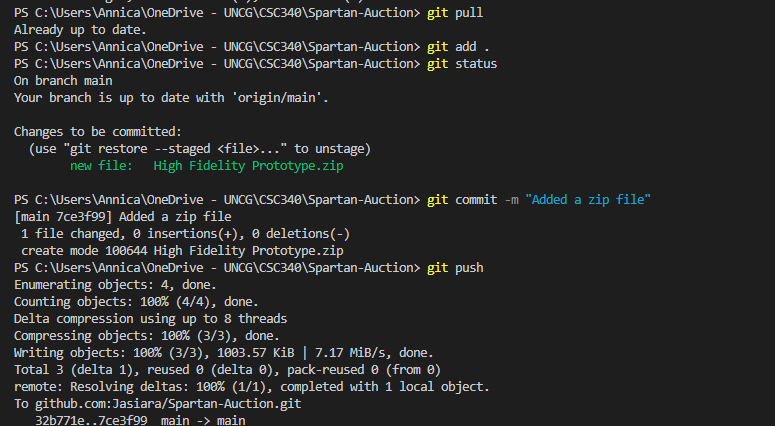 PS C:\Users\Annica\OneDrive - UNCG\CSC340\Spartan-Auction> git pull
Already up to date.
PS C:\Users\Annica\OneDrive - UNCG\CSC340\Spartan-Auction> git add .
PS C:\Users\Annica\OneDrive - UNCG\CSC340\Spartan-Auction> git status
On branch main
Your branch is up to date with 'origin/main'.
Changes to be committed:
  (use "git restore --staged <file>..." to unstage)
        new file:   High Fidelity Prototype.zip
PS C:\Users\Annica\OneDrive - UNCG\CSC340\Spartan-Auction> git commit -m "Added a zip file"
[main 7ce3f99] Added a zip file
 1 file changed, 0 insertions(+), 0 deletions(-)
 create mode 100644 High Fidelity Prototype.zip
PS C:\Users\Annica\OneDrive - UNCG\CSC340\Spartan-Auction> git push
Enumerating objects: 4, done.
Counting objects: 100% (4/4), done.
Delta compression using up to 8 threads
Compressing objects: 100% (3/3), done.
Writing objects: 100% (3/3), 1003.57 KiB | 7.17 MiB/s, done.
Total 3 (delta 1), reused 0 (delta 0), pack-reused 0 (from 0)
remote: Resolving deltas: 100% (1/1), completed with 1 local object.
To github.com:Jasiara/Spartan-Auction.git
   32b771e..7ce3f99  main -> main